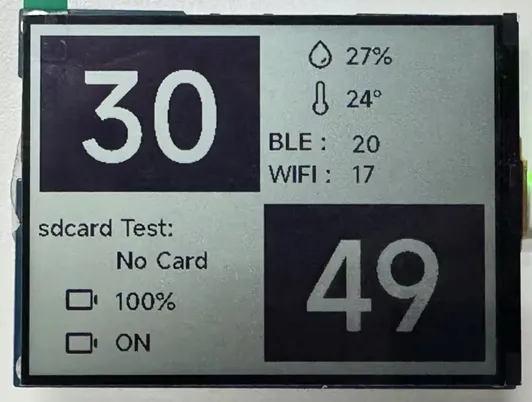 30
27%
24°
BLE : 20
WIFI : 17
sdcard Test:
No Card
100%
ON
49